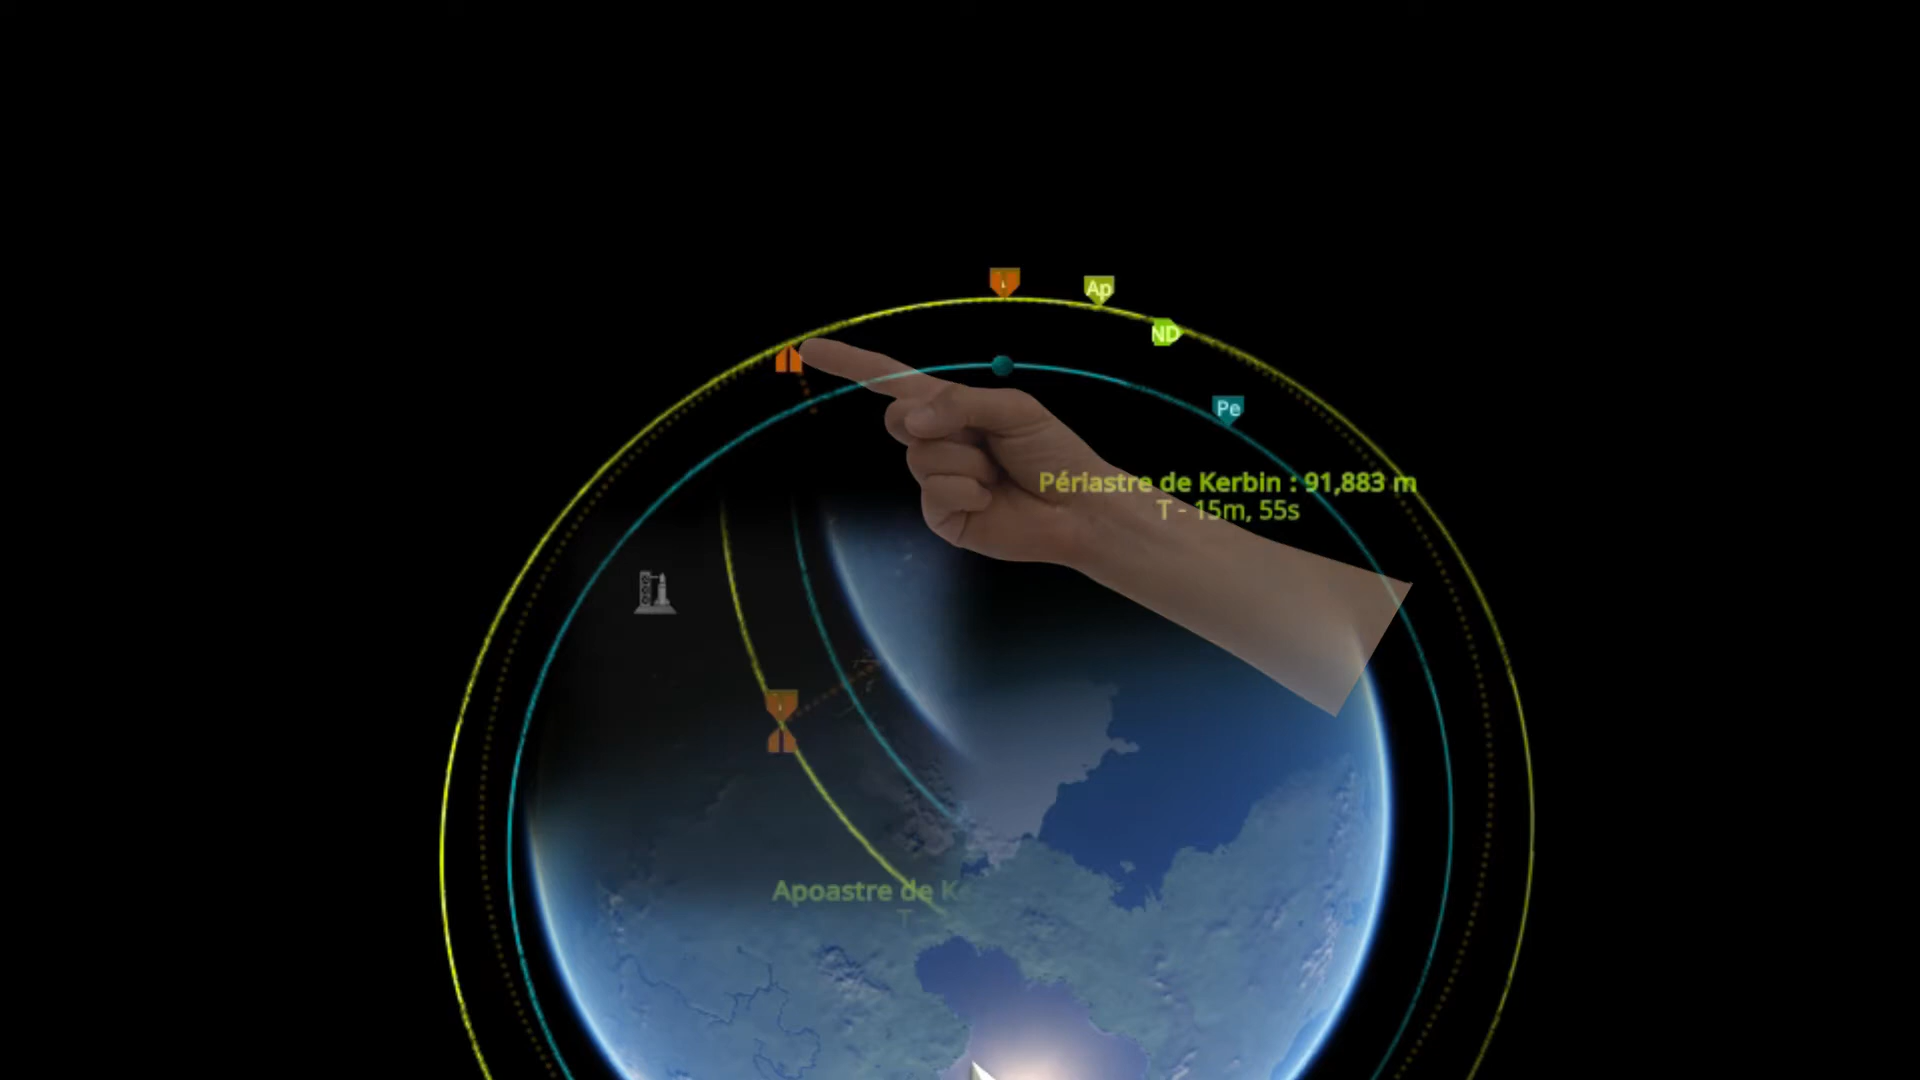 Ap
ND
Pe
Périastre de Kerbin : 91,883 m
T - 15m, 55s
Apoastre de K
T